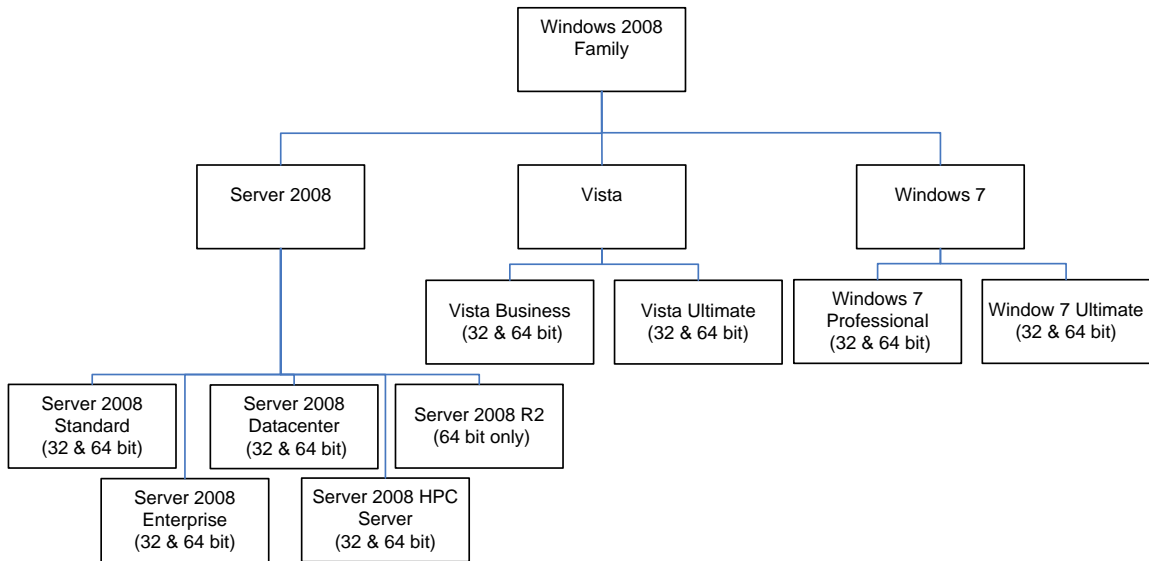 Windows 2008
Family
Server 2008
Vista
Windows 7
Vista Business
(32 & 64 bit)
Vista Ultimate
(32 & 64 bit)
Windows 7
Professional
(32 & 64 bit)
Window 7 Ultimate
(32 & 64 bit)
Server 2008
Standard
(32 & 64 bit)
Server 2008
Datacenter
(32 & 64 bit)
Server 2008 R2
(64 bit only)
Server 2008
Enterprise
(32 & 64 bit)
Server 2008 HPC
Server
(32 & 64 bit)